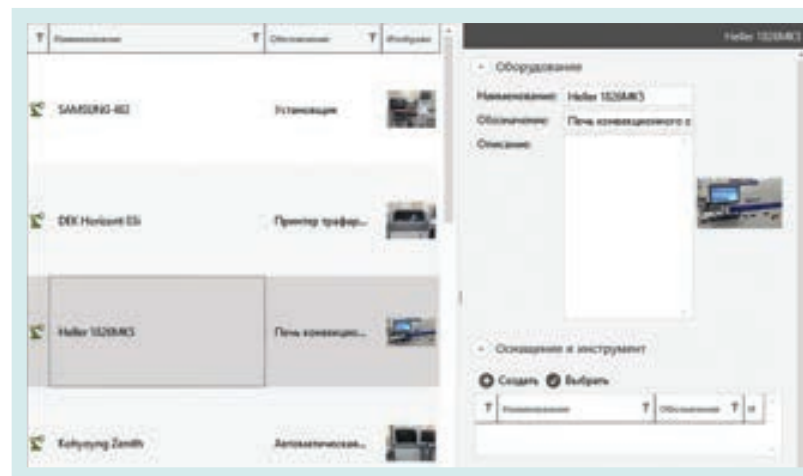 Наименование Обозначение Изображе
SAMSUNG-482 Установщик
DEK Horizont 03i Принтер трафар...
Heller 1826MK5 Печь конвекцио...
Kohyoung Zenith Автоматическая...
Heller 1826MK5
Оборудование
Наименование: Heller 1826MK5
Обозначение: Печь конвекционного о
Описание:
Оснащение и инструмент
Создать Выбрать
Наименование Обозначение И